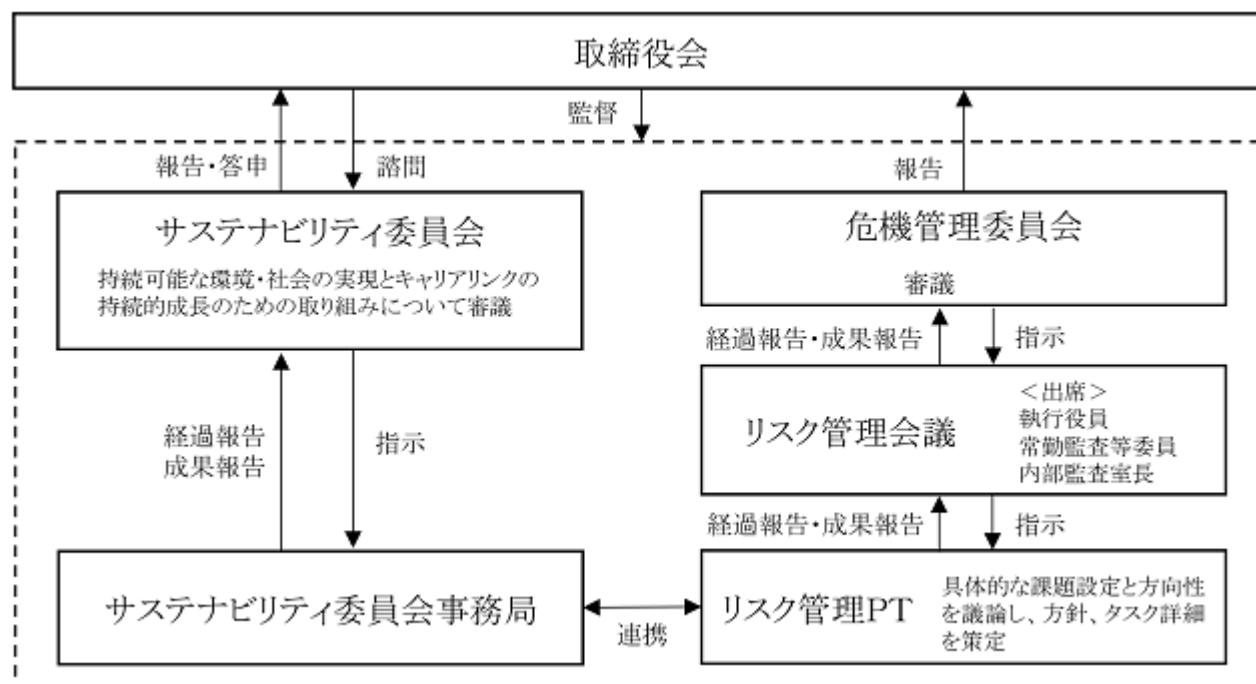 取締役会
監督
報告・答申
諮問
報告
サステナビリティ委員会
持続可能な環境・社会の実現とキャリアリンクの
持続的成長のための取り組みについて審議
危機管理委員会
審議
経過報告・成果報告
指示
リスク管理会議
＜出席＞
執行役員
常勤監査等委員
内部監査室長
経過報告
成果報告
指示
経過報告・成果報告
指示
サステナビリティ委員会事務局
連携
リスク管理PT
具体的な課題設定と方向性
を議論し、方針、タスク詳細
を策定